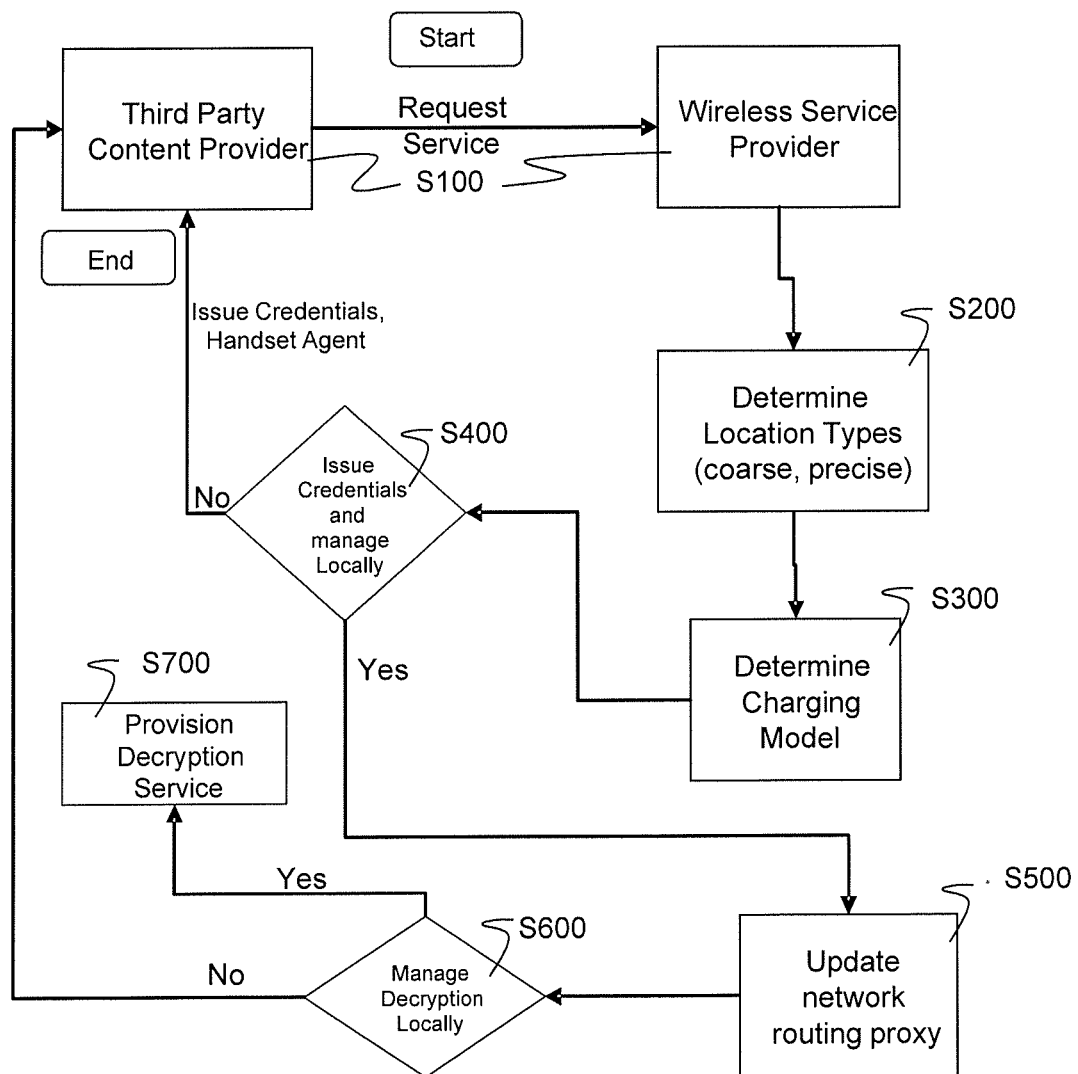 Start
Third Party
Content Provider
Request
Service
S100
Wireless Service
Provider
End
Issue Credentials,
Handset Agent
S200
Determine
Location Types
(coarse, precise)
S400
Issue
Credentials
and
manage
Locally
No
Yes
S300
Determine
Charging
Model
S700
Provision
Decryption
Service
Yes
S600
Manage
Decryption
Locally
No
S500
Update
network
routing proxy